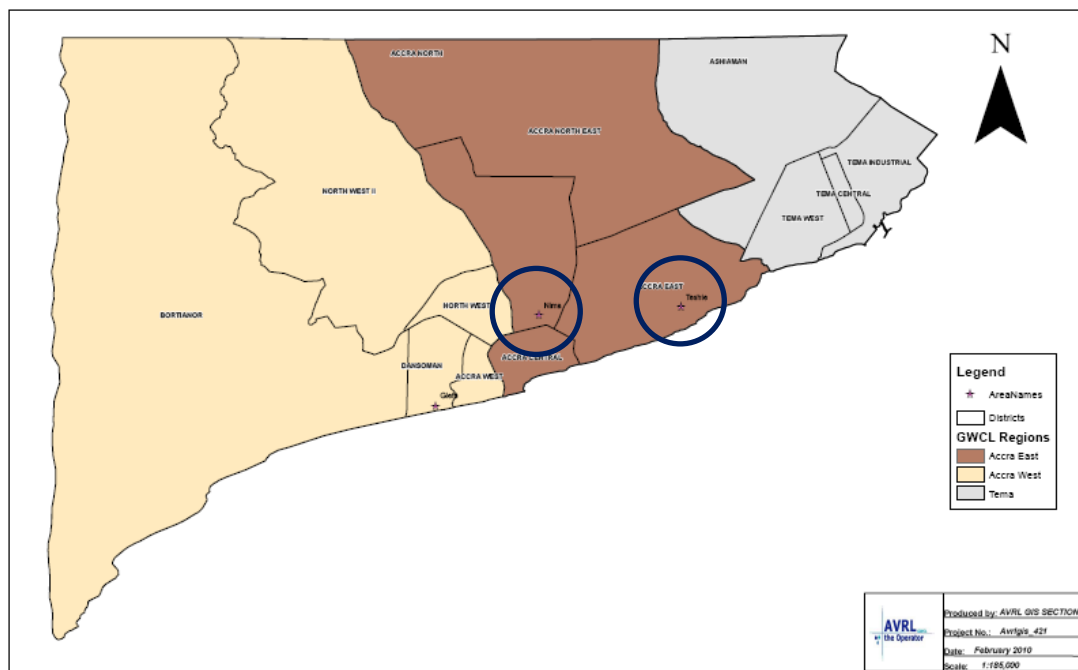 ACCRA NORTH
N
ASHIAMAN
ACCRA NORTH EAST
TEMA INDUSTRIAL
NORTH WEST II
TEMA CENTRAL
TEMA WEST
ACCRA EAST
Teshie
NORTH WEST
Nima
BORTIANOR
ACCRA CENTRAL
DANSOMAN
ACCRA WEST
Glefe
Legend
AreaNames
Districts
GWCL Regions
Accra East
Accra West
Tema
AVRL
the Operator
Produced by: AVRL GIS SECTION
Project No.: Avrlgis_421
Date: February 2010
Scale: 1:185,000